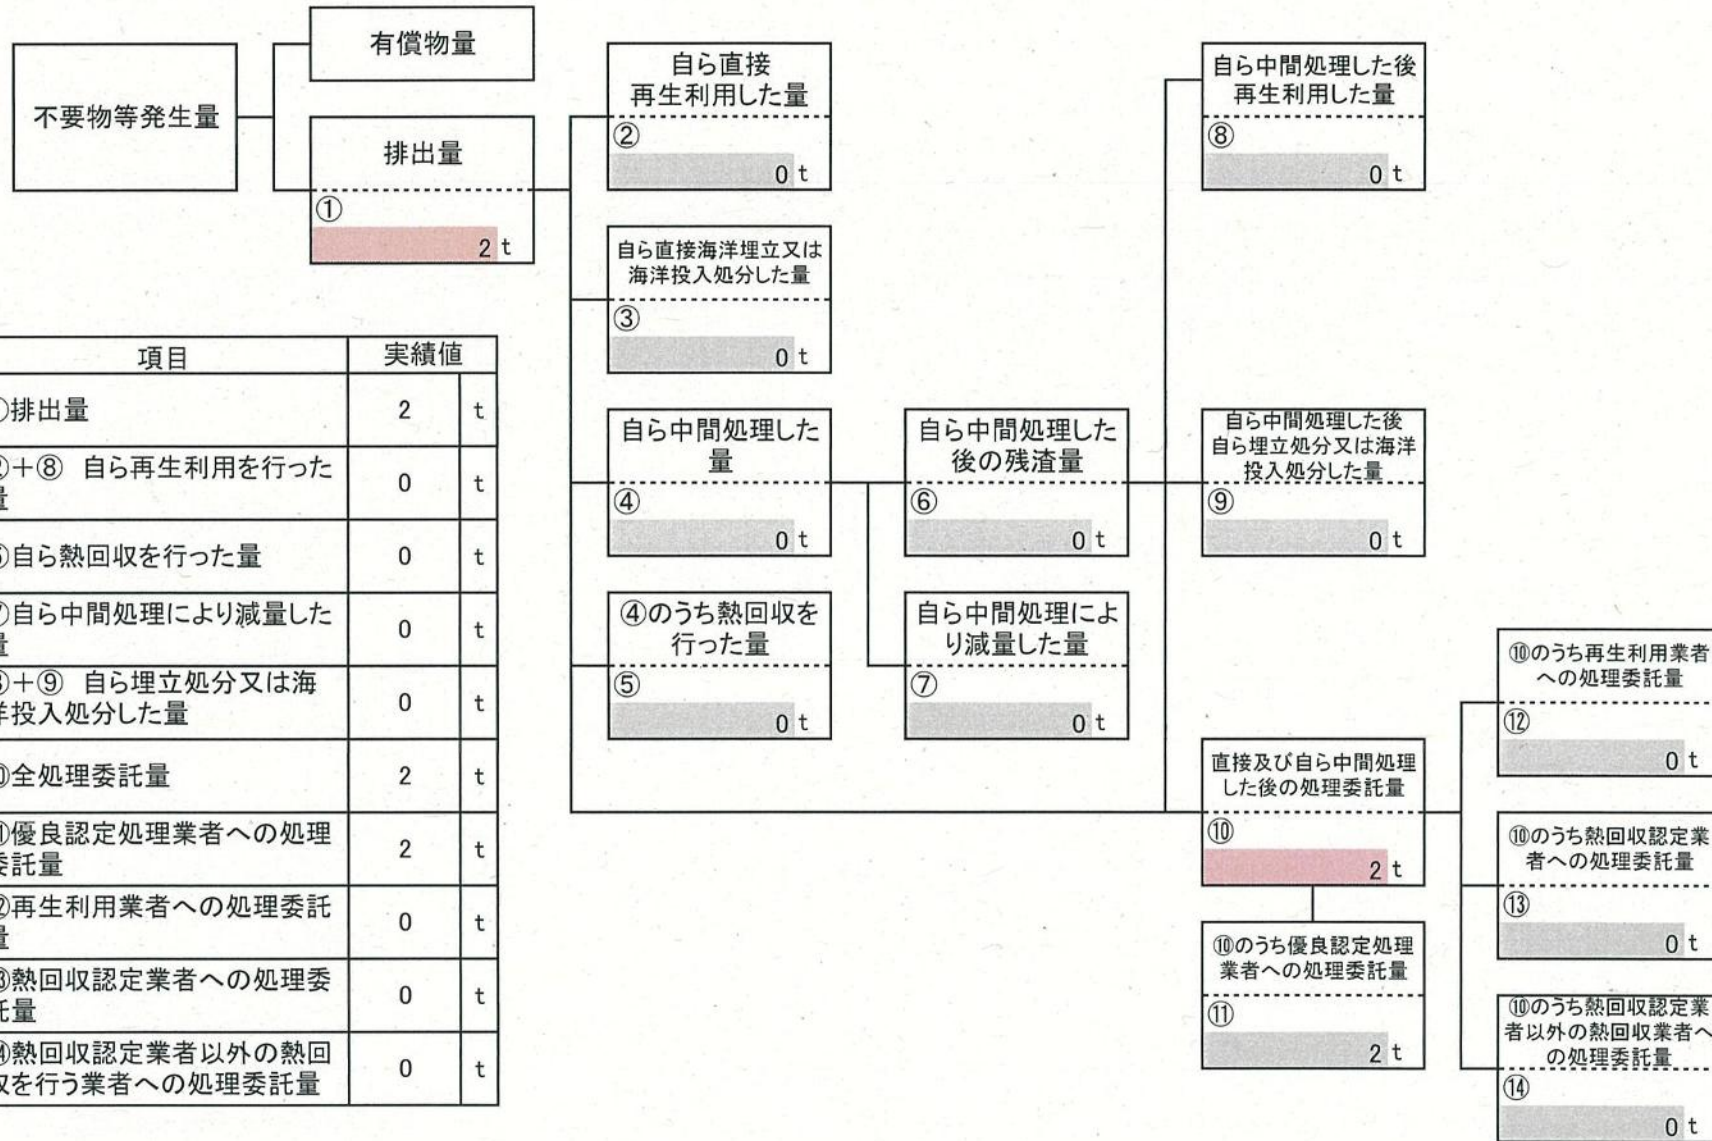 不要物等発生量
有償物量
排出量
①
2 t
自ら直接
再生利用した量
②
0 t
自ら直接海洋埋立又は
海洋投入処分した量
③
0 t
自ら中間処理した
量
④
0 t
④のうち熱回収を
行った量
⑤
0 t
自ら中間処理した
後の残渣量
⑥
0 t
自ら中間処理によ
り減量した量
⑦
0 t
自ら中間処理した後
再生利用した量
⑧
0 t
自ら中間処理した後
自ら埋立処分又は海洋
投入処分した量
⑨
0 t
直接及び自ら中間処理
した後の処理委託量
⑩
2 t
⑩のうち優良認定処理
業者への処理委託量
⑪
2 t
⑩のうち再生利用業者
への処理委託量
⑫
0 t
⑩のうち熱回収認定業
者への処理委託量
⑬
0 t
⑩のうち熱回収認定業
者以外の熱回収業者へ
の処理委託量
⑭
0 t
項目 実績値
①排出量 2 t
②+⑧ 自ら再生利用を行った
量 0 t
⑤自ら熱回収を行った量 0 t
⑦自ら中間処理により減量した
量 0 t
③+⑨ 自ら埋立処分又は海
洋投入処分した量 0 t
⑩全処理委託量 2 t
⑪優良認定処理業者への処理
委託量 2 t
⑫再生利用業者への処理委託
量 0 t
⑬熱回収認定業者への処理委
託量 0 t
⑭熱回収認定業者以外の熱回
収を行う業者への処理委託量 0 t